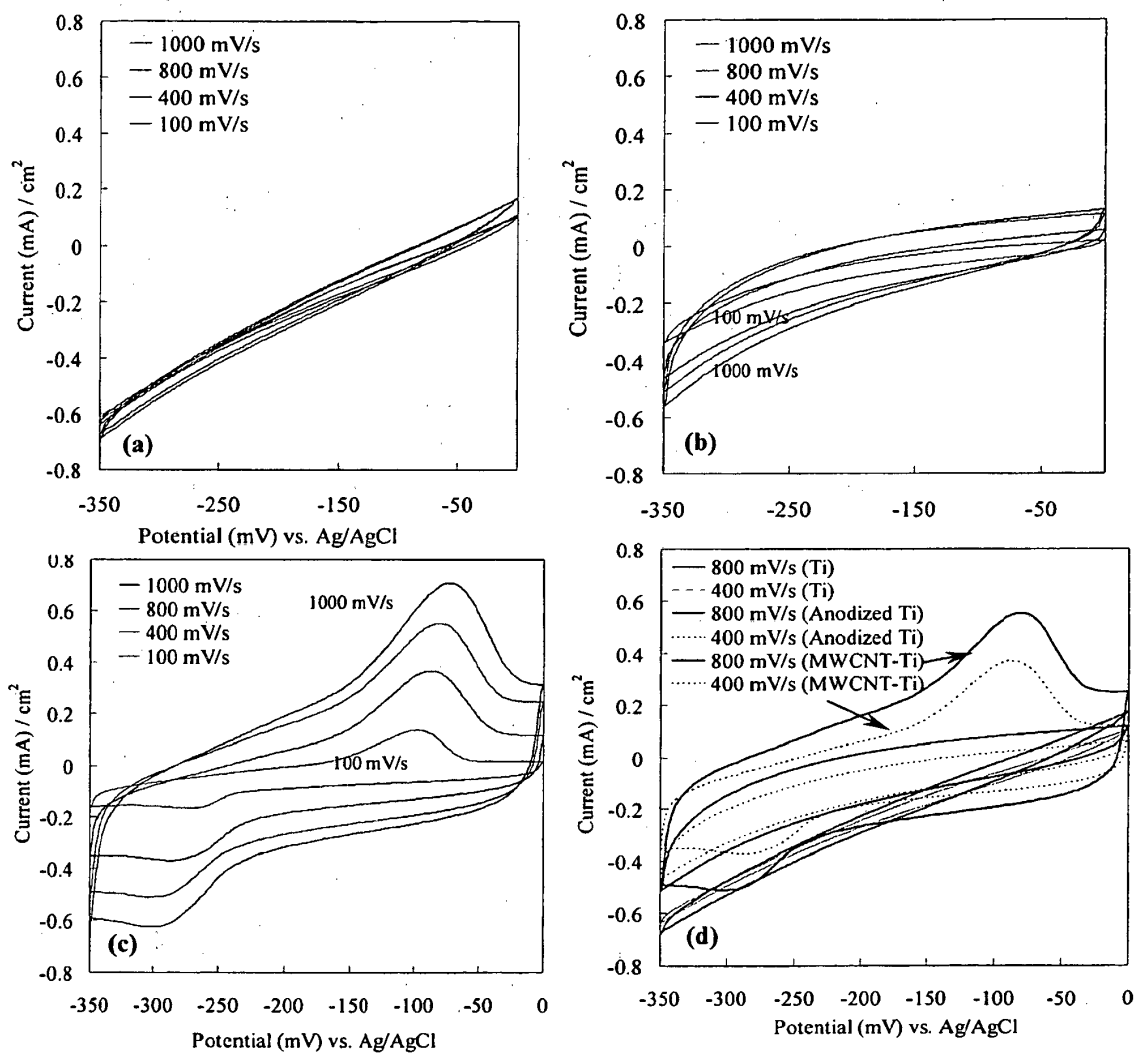 0.8
0.6
0.4
0.2
0
-0.2
-0.4
-0.6
-0.8
Current (mA) / cm²
1000 mV/s
800 mV/s
400 mV/s
100 mV/s
(a)
-350
-250
-150
-50
Potential (mV) vs. Ag/AgCl
0.8
0.6
0.4
0.2
0
-0.2
-0.4
-0.6
-0.8
Current (mA) / cm²
1000 mV/s
800 mV/s
400 mV/s
100 mV/s
100 mV/s
1000 mV/s
(b)
-350
-250
-150
-50
0.8
0.6
0.4
0.2
0
-0.2
-0.4
-0.6
-0.8
Current (mA) / cm²
1000 mV/s
800 mV/s
400 mV/s
100 mV/s
1000 mV/s
100 mV/s
(c)
-350
-300
-250
-200
-150
-100
-50
0
Potential (mV) vs. Ag/AgCl
0.8
0.6
0.4
0.2
0
-0.2
-0.4
-0.6
-0.8
Current (mA) / cm²
800 mV/s (Ti)
400 mV/s (Ti)
800 mV/s (Anodized Ti)
400 mV/s (Anodized Ti)
800 mV/s (MWCNT-Ti)
400 mV/s (MWCNT-Ti)
(d)
-350
-300
-250
-200
-150
-100
-50
0
Potential (mV) vs. Ag/AgCl